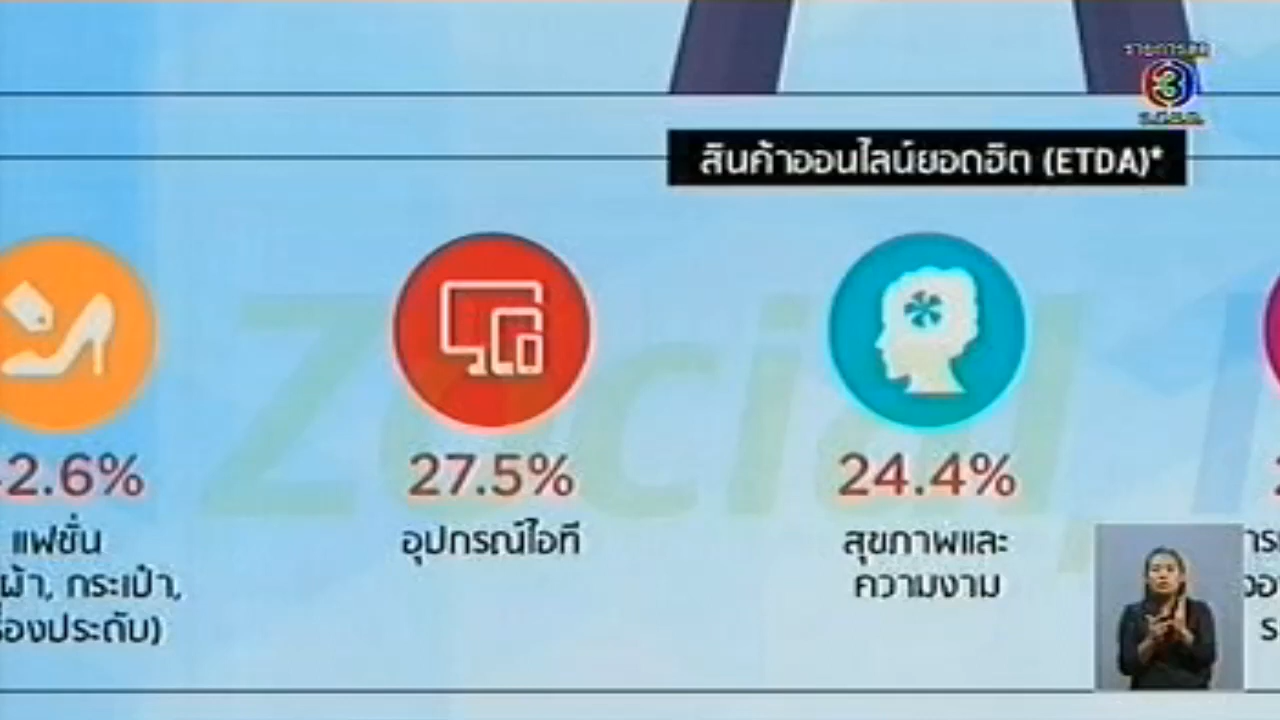 รายการสด
3
สินค้าออนไลน์ยอดฮิต (ETDA)*
Zocial
2.6%
27.5%
24.4%
แฟชั่น
ผ้า, กระเป๋า,
ื่องประดับ)
อุปกรณ์ไอที
สุขภาพและ
ความงาม